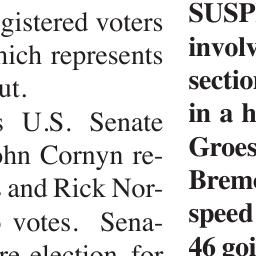 gistered voters
hich represents
ut.
U.S. Senate
ohn Cornyn re-
and Rick Nor-
votes. Sena-
re election for
SUSP
involv
section
in a h
Groes
Breme
speed
46 goi